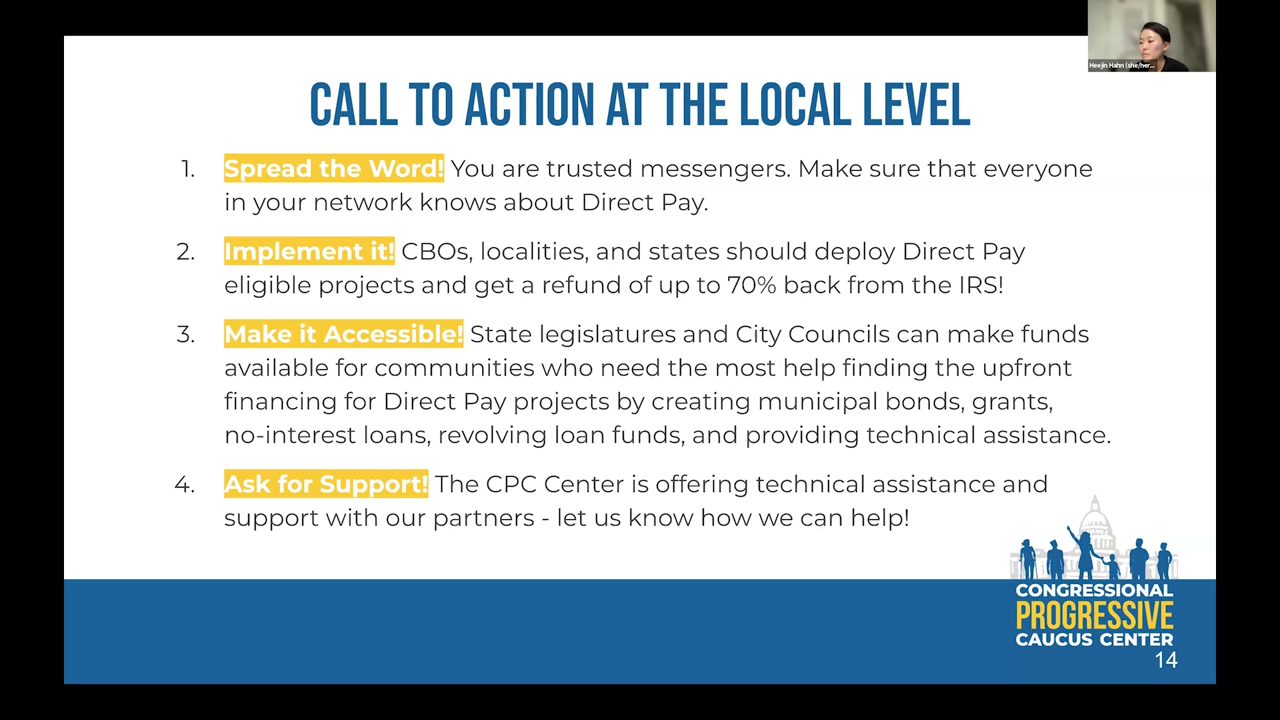 Heejin Hahn (she/her...
CALL TO ACTION AT THE LOCAL LEVEL
1. Spread the Word! You are trusted messengers. Make sure that everyone
in your network knows about Direct Pay.
2. Implement it! CBOs, localities, and states should deploy Direct Pay
eligible projects and get a refund of up to 70% back from the IRS!
3. Make it Accessible! State legislatures and City Councils can make funds
available for communities who need the most help finding the upfront
financing for Direct Pay projects by creating municipal bonds, grants,
no-interest loans, revolving loan funds, and providing technical assistance.
4. Ask for Support! The CPC Center is offering technical assistance and
support with our partners - let us know how we can help!
CONGRESSIONAL
PROGRESSIVE
CAUCUS CENTER
14